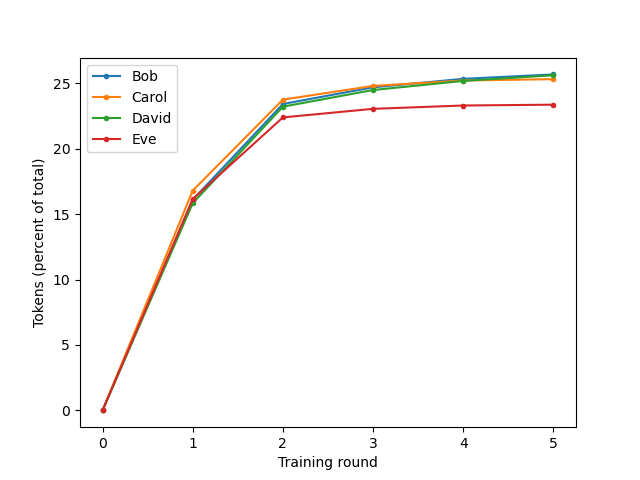 Bob
Carol
David
Eve
25
20
15
10
5
0
Tokens (percent of total)
0 1 2 3 4 5
Training round